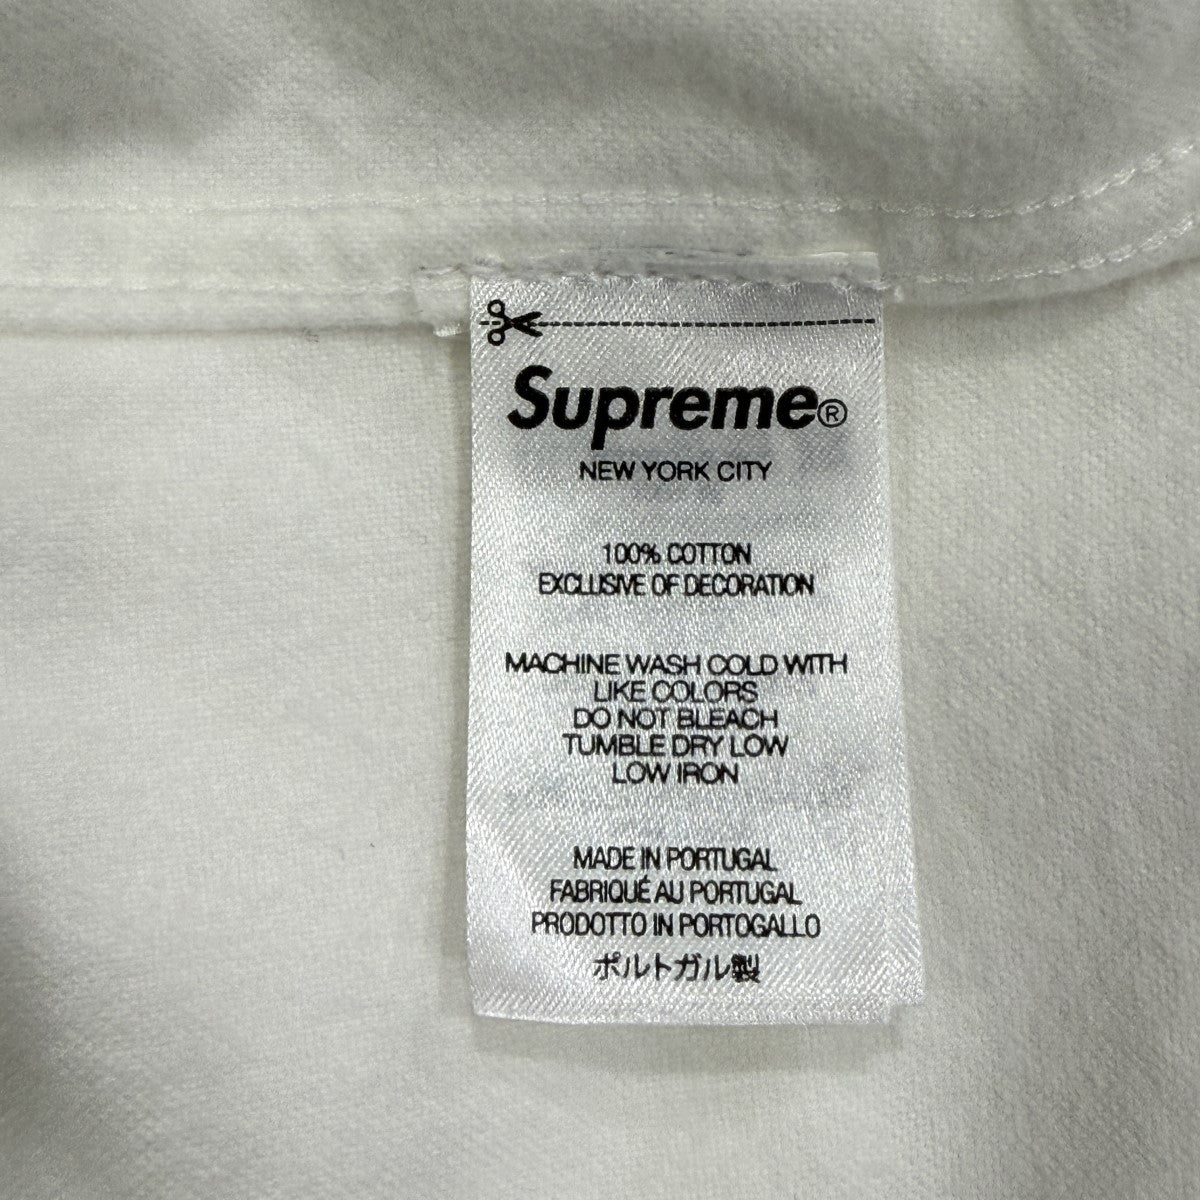 Supreme®
NEW YORK CITY
100% COTTON
EXCLUSIVE OF DECORATION
MACHINE WASH COLD WITH
LIKE COLORS
DO NOT BLEACH
TUMBLE DRY LOW
LOW IRON
MADE IN PORTUGAL
FABRIQUÉ AU PORTUGAL
PRODOTTO IN PORTOGALLO
ポルトガル製